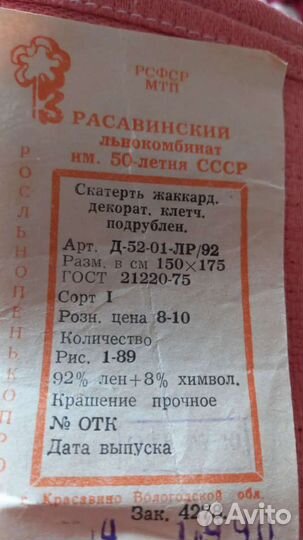 РСФСР
МТП
РАСАВИНСКИЙ
льнокомбинат
им. 50-летия СССР
РОСЛЬНОПЕНЬКОПРО
Скатерть жаккард.
декорат. клетч.
подрублен.
Арт. Д-52-01-ЛР/92
Разм. в см 150×175
ГОСТ 21220-75
Сорт I
Розн. цена 8-10
Количество
Рис. 1-89
92% лен+8% химвол.
Крашение прочное
№ ОТК
Дата выпуска
г. Красавино Вологодской обл.
Зак.
Avito